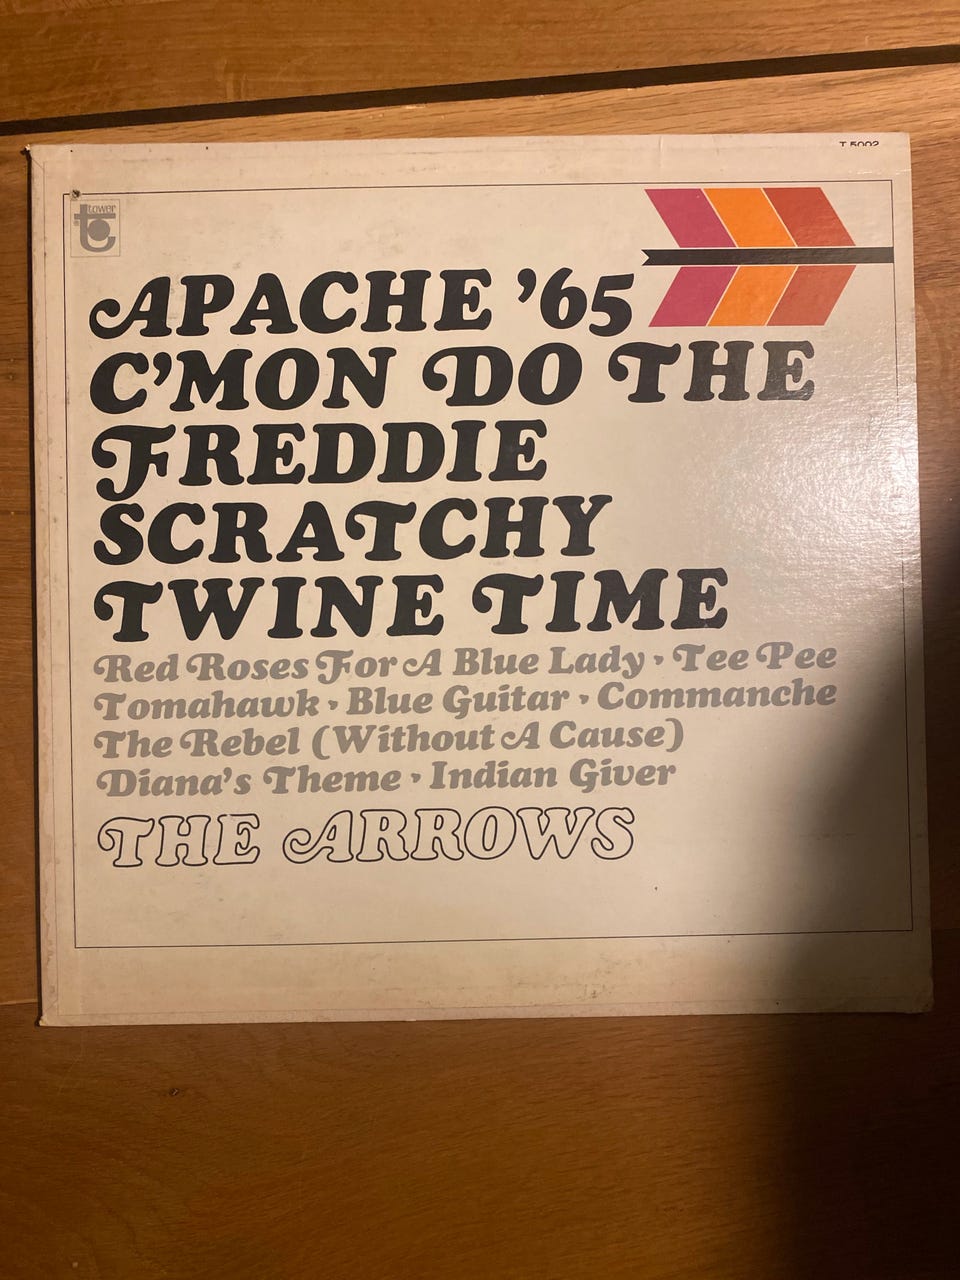 T 5002
tower
APACHE ’65
C’MON DO THE
FREDDIE
SCRATCHY
TWINE TIME
Red Roses For A Blue Lady • Tee Pee
Tomahawk • Blue Guitar • Commanche
The Rebel (Without A Cause)
Diana’s Theme • Indian Giver
THE ARROWS